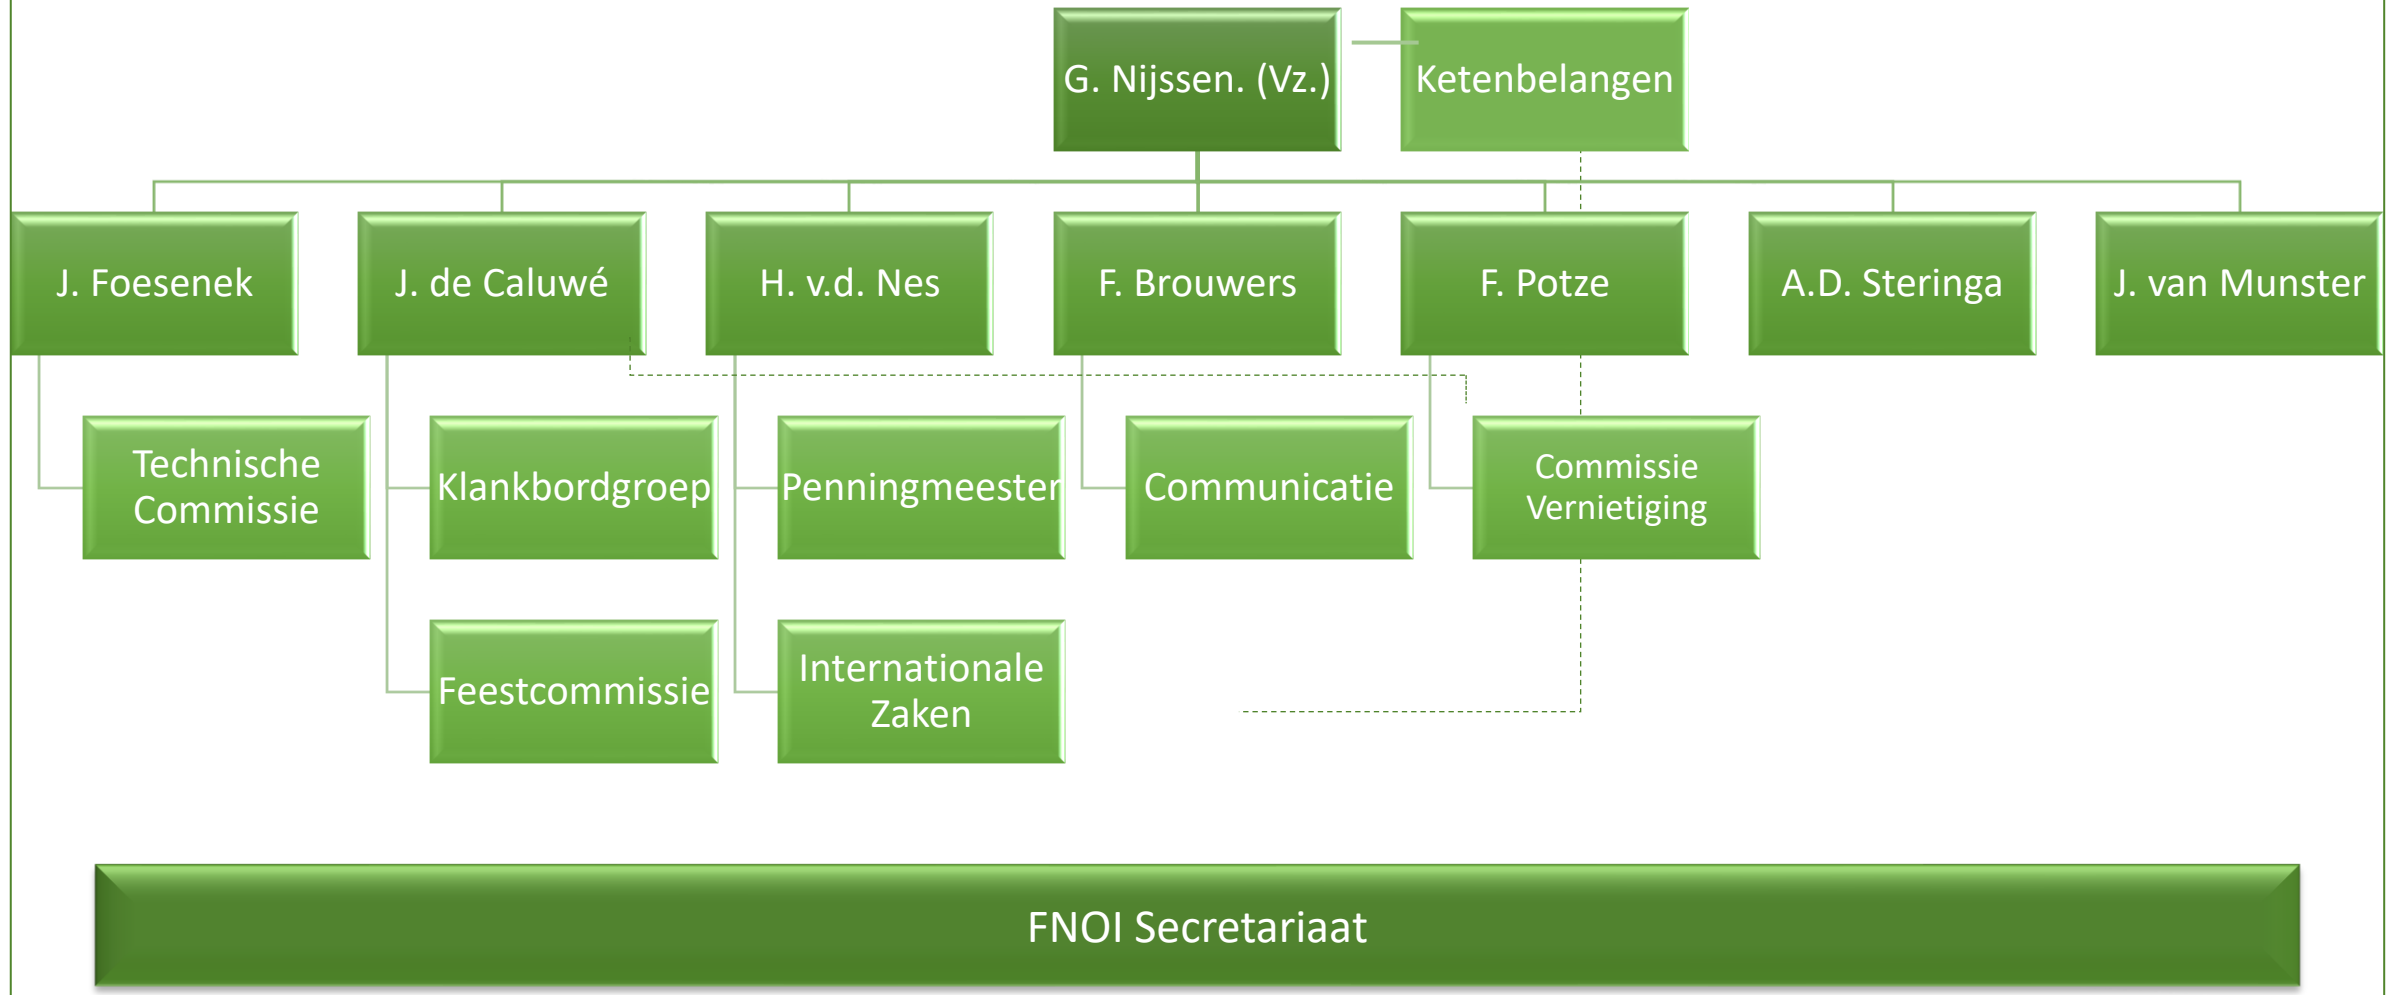 G. Nijssen. (Vz.)
Ketenbelangen
J. Foesenek
J. de Caluwé
H. v.d. Nes
F. Brouwers
F. Potze
A.D. Steringa
J. van Munster
Technische
Commissie
Klankbordgroep
Penningmeester
Communicatie
Commissie
Vernietiging
Feestcommissie
Internationale
Zaken
FNOI Secretariaat